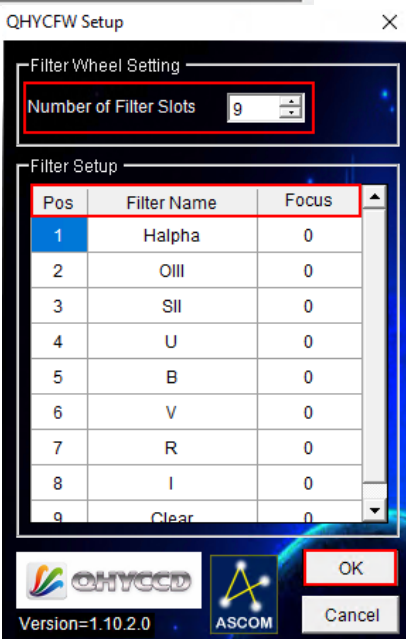 QHYCFW Setup
Filter Wheel Setting
Number of Filter Slots 9
Filter Setup
Pos Filter Name Focus
1 Halpha 0
2 OIII 0
3 SII 0
4 U 0
5 B 0
6 V 0
7 R 0
8 I 0
9 Clear 0
QHYCCD
ASCOM
OK
Cancel
Version=1.10.2.0